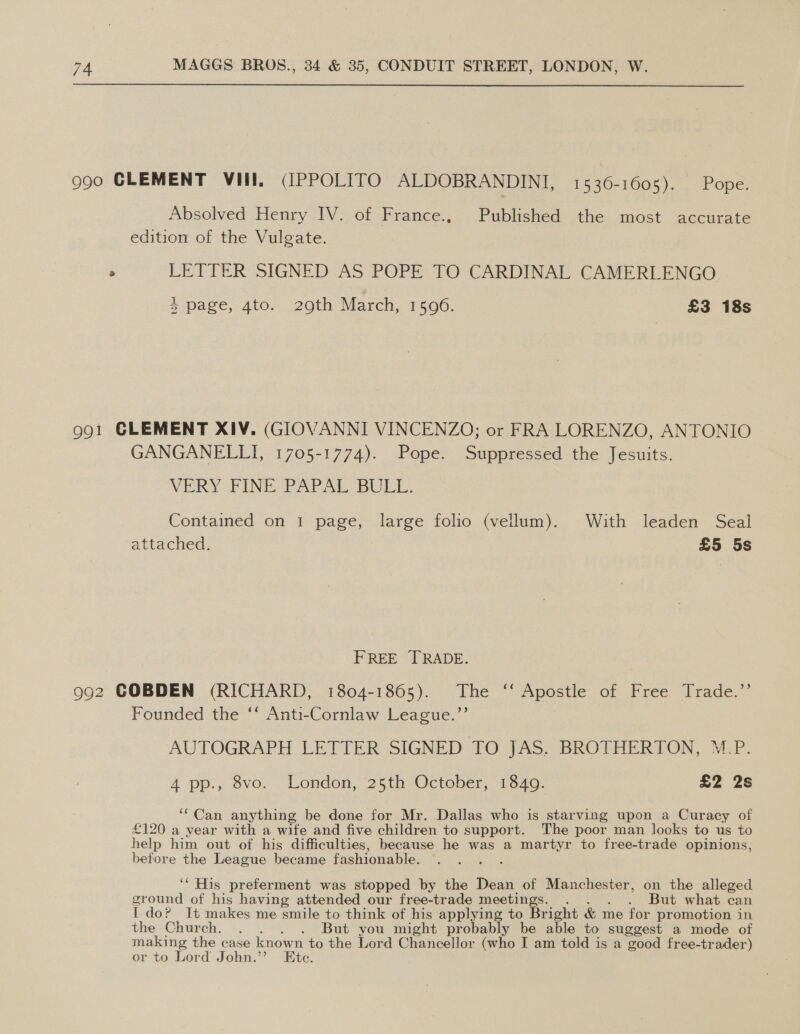 74 MAGGS BROS., 34 & 35, CONDUIT STREET, LONDON, W.
990 CLEMENT VIII. (IPPOLITO ALDOBRANDINI, 1536-1605). Pope.
Absolved Henry IV. of France., Published the most accurate
edition of the Vulgate.
LETTER SIGNED AS POPE TO CARDINAL CAMERLENGO
½ page, 4to. 29th March, 1596. £3 18s
991 CLEMENT XIV. (GIOVANNI VINCENZO; or FRA LORENZO, ANTONIO
GANGANELLI, 1705-1774). Pope. Suppressed the Jesuits.
VERY FINE PAPAL BULL.
Contained on 1 page, large folio (vellum). With leaden Seal
attached. £5 5s
FREE TRADE.
992 COBDEN (RICHARD, 1804-1865). The ‘‘ Apostle of Free Trade.’’
Founded the ‘‘ Anti-Cornlaw League.’’
AUTOGRAPH LETTER SIGNED TO JAS. BROTHERTON, M.P.
4 pp., 8vo. London, 25th October, 1849. £2 2s
‘‘ Can anything be done for Mr. Dallas who is starving upon a Curacy of
£120 a year with a wife and five children to support. The poor man looks to us to
help him out of his difficulties, because he was a martyr to free-trade opinions,
before the League became fashionable. . . . .
‘‘ His preferment was stopped by the Dean of Manchester, on the alleged
ground of his having attended our free-trade meetings. . . . . But what can
I do? It makes me smile to think of his applying to Bright & me for promotion in
the Church. . . . . But you might probably be able to suggest a mode of
making the case known to the Lord Chancellor (who I am told is a good free-trader)
or to Lord John.’’ Etc.